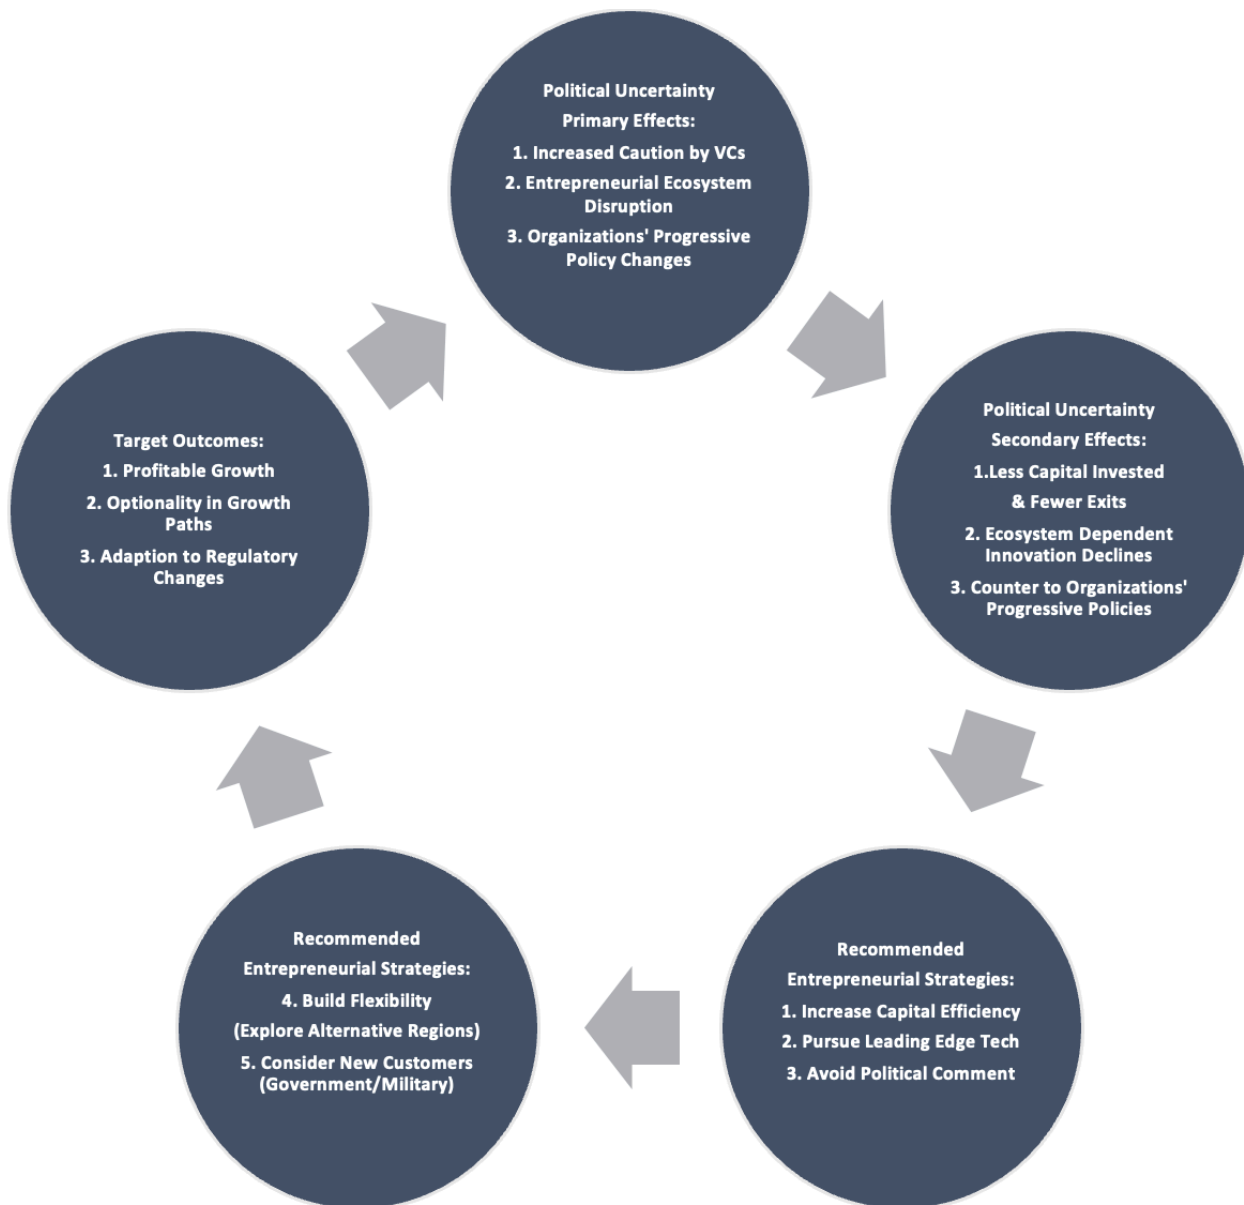 Political Uncertainty
Primary Effects:
1. Increased Caution by VCs
2. Entrepreneurial Ecosystem
Disruption
3. Organizations' Progressive
Policy Changes
Political Uncertainty
Secondary Effects:
1.Less Capital Invested
& Fewer Exits
2. Ecosystem Dependent
Innovation Declines
3. Counter to Organizations'
Progressive Policies
Recommended
Entrepreneurial Strategies:
1. Increase Capital Efficiency
2. Pursue Leading Edge Tech
3. Avoid Political Comment
Recommended
Entrepreneurial Strategies:
4. Build Flexibility
(Explore Alternative Regions)
5. Consider New Customers
(Government/Military)
Target Outcomes:
1. Profitable Growth
2. Optionality in Growth
Paths
3. Adaption to Regulatory
Changes